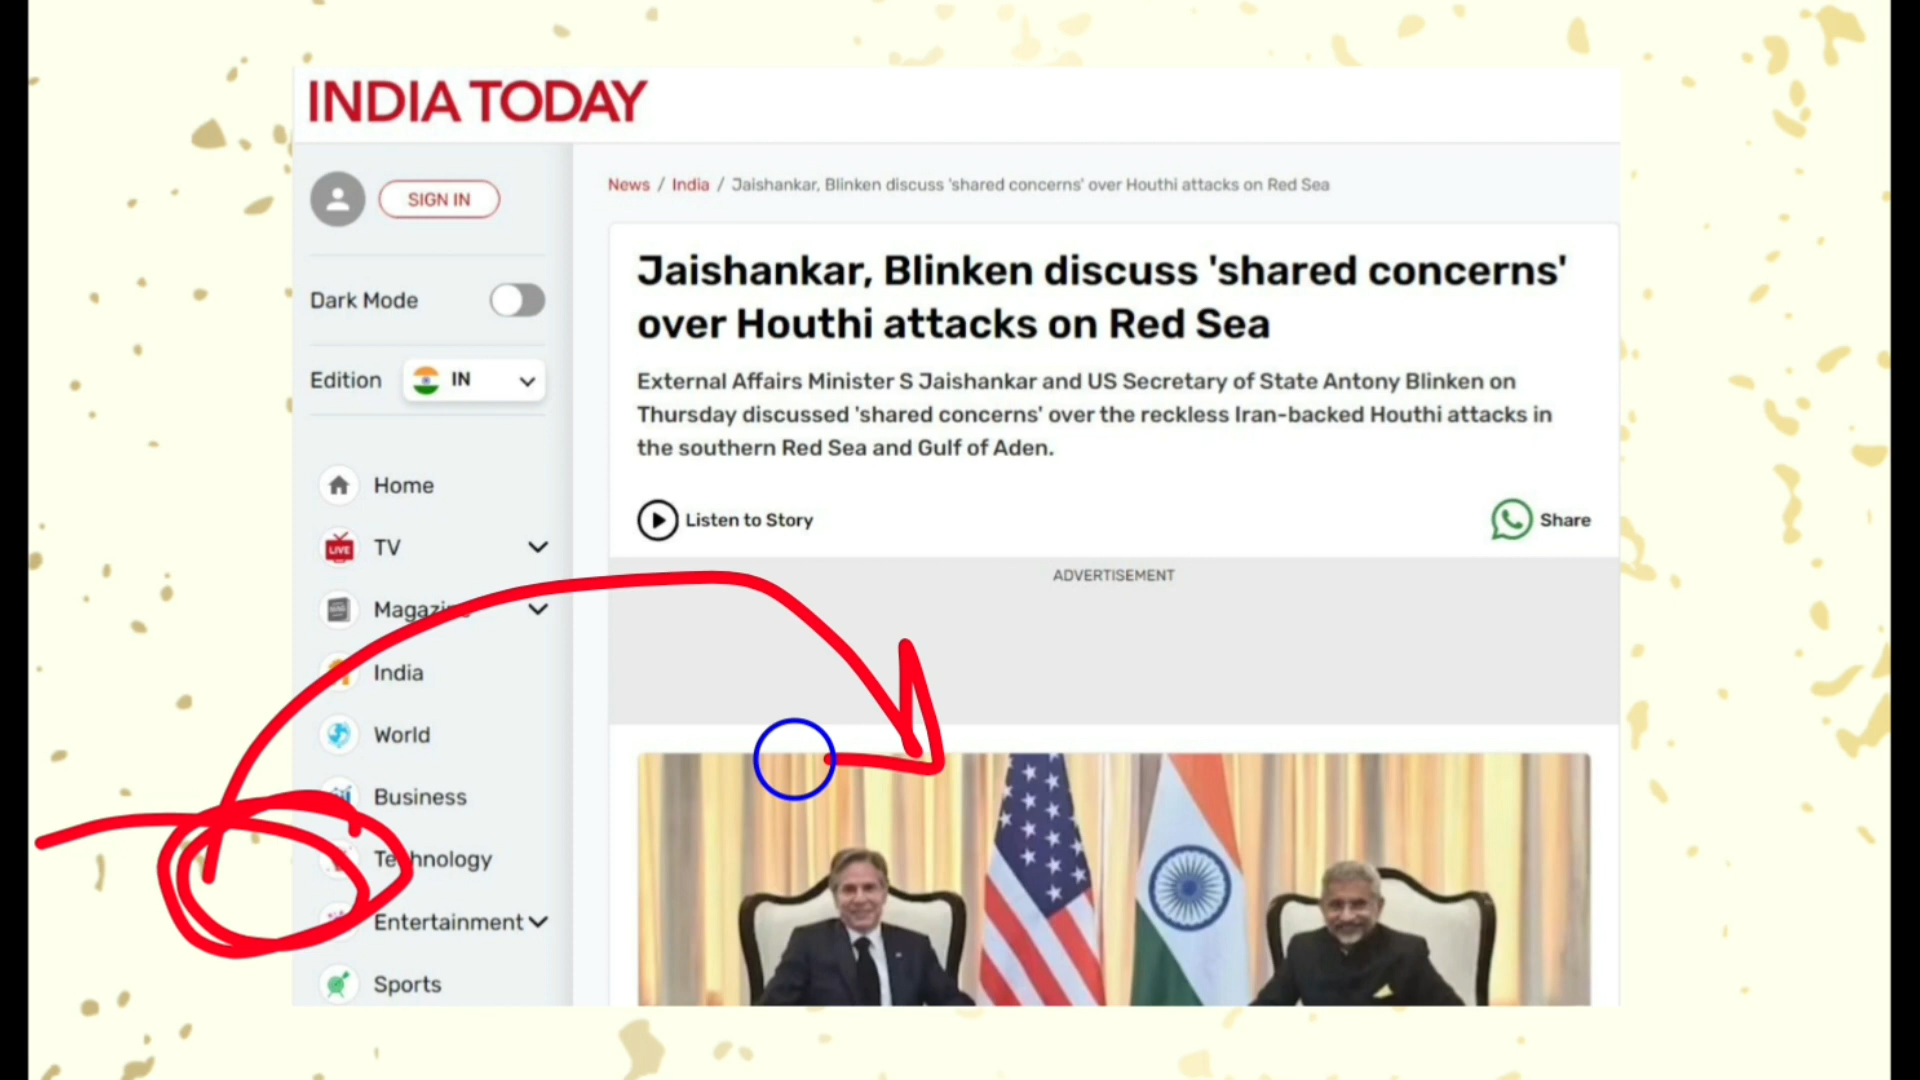 INDIA TODAY
SIGN IN
Dark Mode
Edition IN
Home
LIVE TV
Magazine
India
World
Business
Technology
Entertainment
Sports
News / India / Jaishankar, Blinken discuss 'shared concerns' over Houthi attacks on Red Sea
Jaishankar, Blinken discuss 'shared concerns'
over Houthi attacks on Red Sea
External Affairs Minister S Jaishankar and US Secretary of State Antony Blinken on
Thursday discussed 'shared concerns' over the reckless Iran-backed Houthi attacks in
the southern Red Sea and Gulf of Aden.
Listen to Story
Share
ADVERTISEMENT